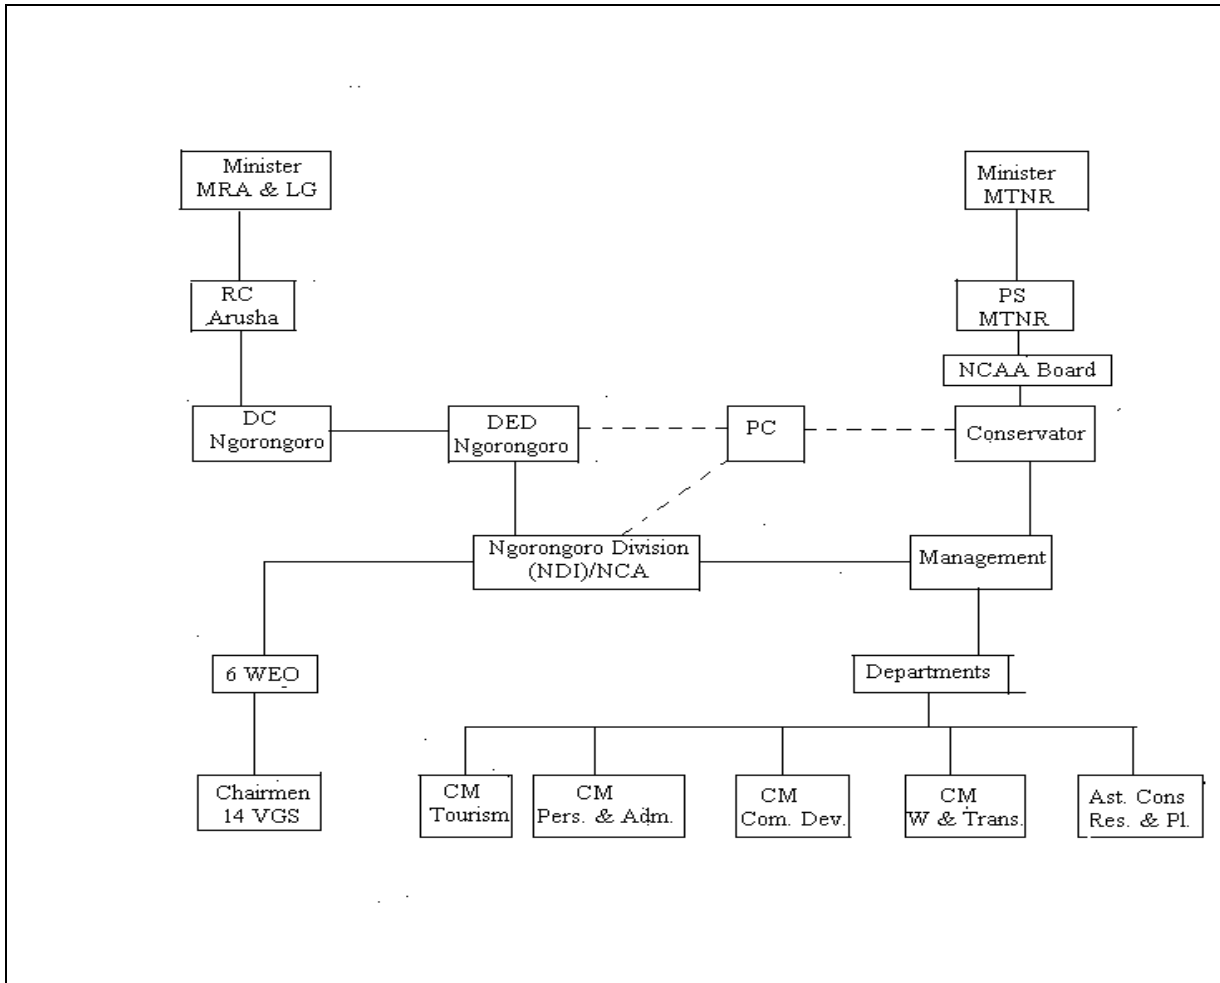 Minister
MRA & LG
Minister
MTNR
RC
Arusha
PS
MTNR
NCAA Board
DC
Ngorongoro
DED
Ngorongoro
PC
Conservator
Ngorongoro Division
(NDI)/NCA
Management
6 WEO
Departments
Chairmen
14 VGS
CM
Tourism
CM
Pers. & Adm.
CM
Com. Dev.
CM
W & Trans.
Ast. Cons
Res. & Pl.